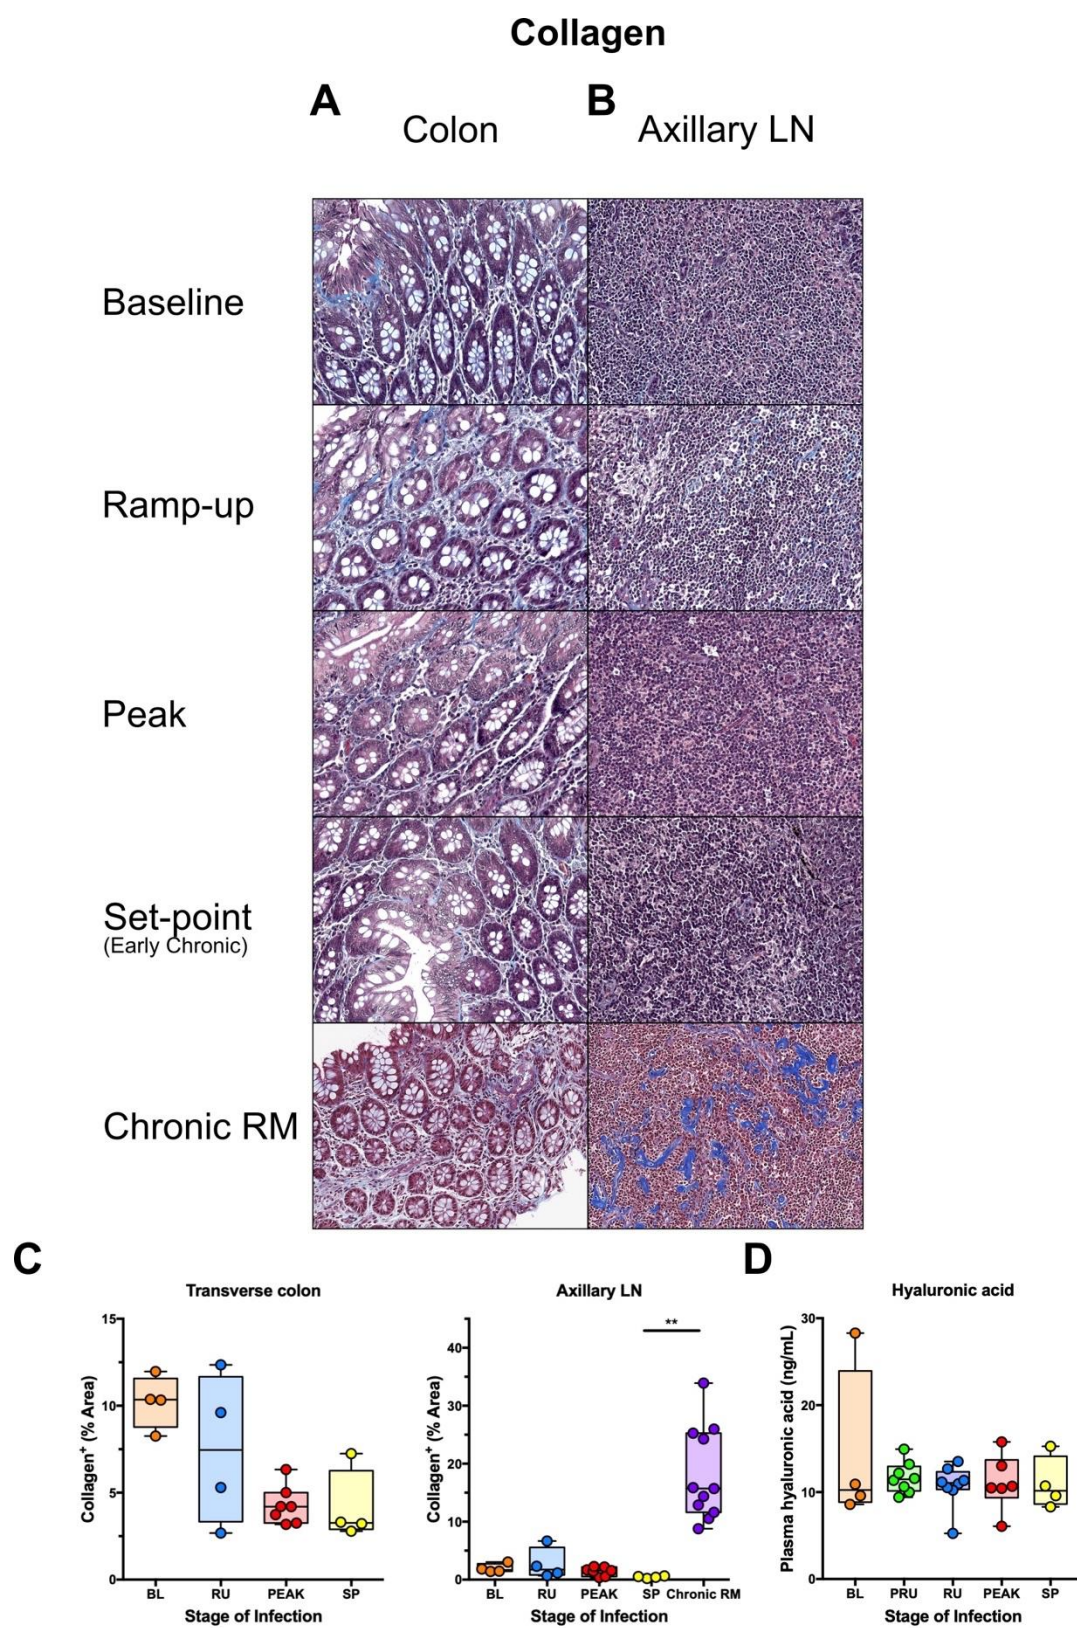 Collagen
A
Colon
B
Axillary LN
Baseline
Ramp-up
Peak
Set-point
(Early Chronic)
Chronic RM
C
Transverse colon
Collagen⁺ (% Area)
15
10
5
0
BL RU PEAK SP
Stage of Infection
Axillary LN
**
Collagen⁺ (% Area)
40
30
20
10
0
BL RU PEAK SP Chronic RM
Stage of Infection
D
Hyaluronic acid
Plasma hyaluronic acid (ng/mL)
30
20
10
0
BL PRU RU PEAK SP
Stage of Infection